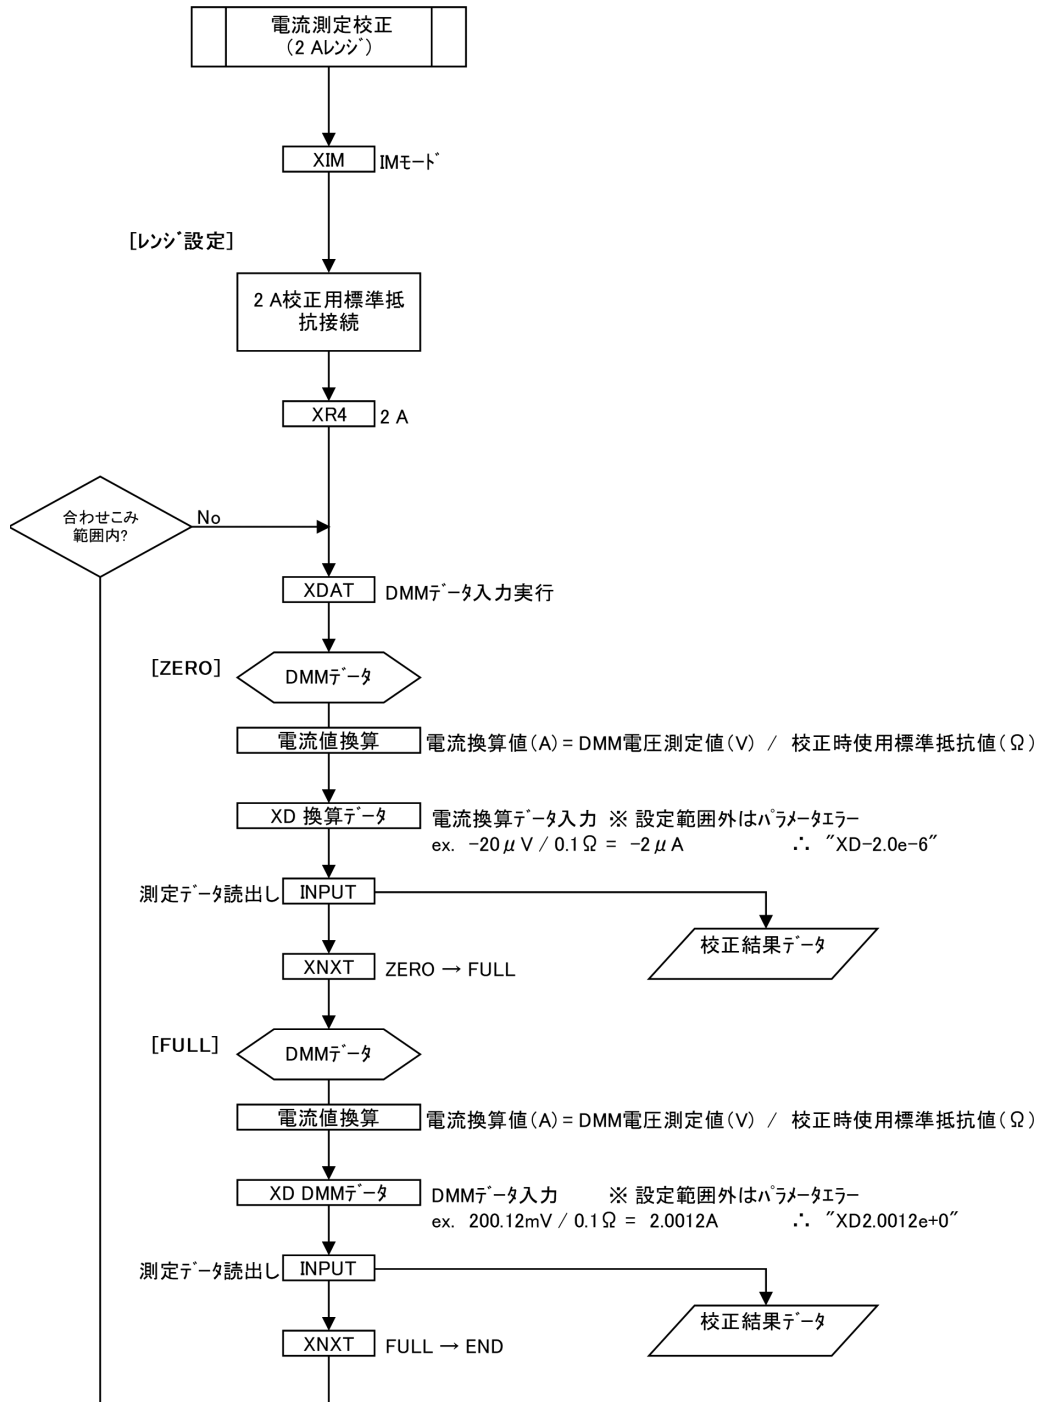 電流測定校正
(2 Aﾚﾝｼﾞ)
XIM
IMﾓｰﾄﾞ
[ﾚﾝｼﾞ設定]
2 A校正用標準抵
抗接続
XR4
2 A
合わせこみ
範囲内?
No
XDAT
DMMﾃﾞｰﾀ入力実行
[ZERO]
DMMﾃﾞｰﾀ
電流値換算
電流換算値(A)=DMM電圧測定値(V) / 校正時使用標準抵抗値(Ω)
XD 換算ﾃﾞｰﾀ
電流換算ﾃﾞｰﾀ入力 ※ 設定範囲外はﾊﾟﾗﾒｰﾀｴﾗｰ
ex. -20μV / 0.1Ω = -2μA ∴ "XD-2.0e-6"
測定ﾃﾞｰﾀ読出し
INPUT
校正結果ﾃﾞｰﾀ
XNXT
ZERO → FULL
[FULL]
DMMﾃﾞｰﾀ
電流値換算
電流換算値(A)=DMM電圧測定値(V) / 校正時使用標準抵抗値(Ω)
XD DMMﾃﾞｰﾀ
DMMﾃﾞｰﾀ入力 ※ 設定範囲外はﾊﾟﾗﾒｰﾀｴﾗｰ
ex. 200.12mV / 0.1Ω = 2.0012A ∴ "XD2.0012e+0"
測定ﾃﾞｰﾀ読出し
INPUT
校正結果ﾃﾞｰﾀ
XNXT
FULL → END